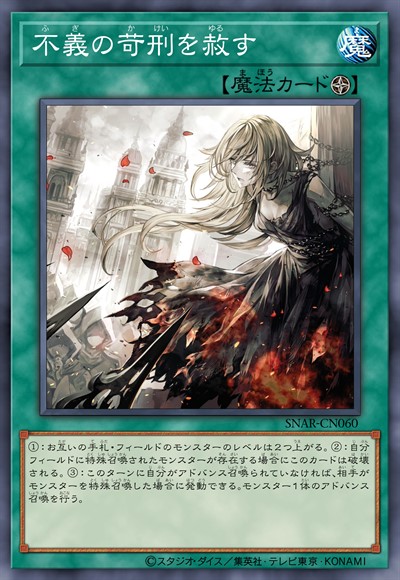 不義の苛刑を赦す
魔
【魔法カード】
SNAR-CN060
①:お互いの手札・フィールドのモンスターのレベルは2つ上がる。②:自分
フィールドに特殊召喚されたモンスターが存在する場合にこのカードは破壊
される。③:このターンに自分がアドバンス召喚られていなければ、相手が
モンスターを特殊召喚した場合に発動できる。モンスター1体のアドバンス
召喚を行う。
©スタジオ・ダイス/集英社・テレビ東京・KONAMI